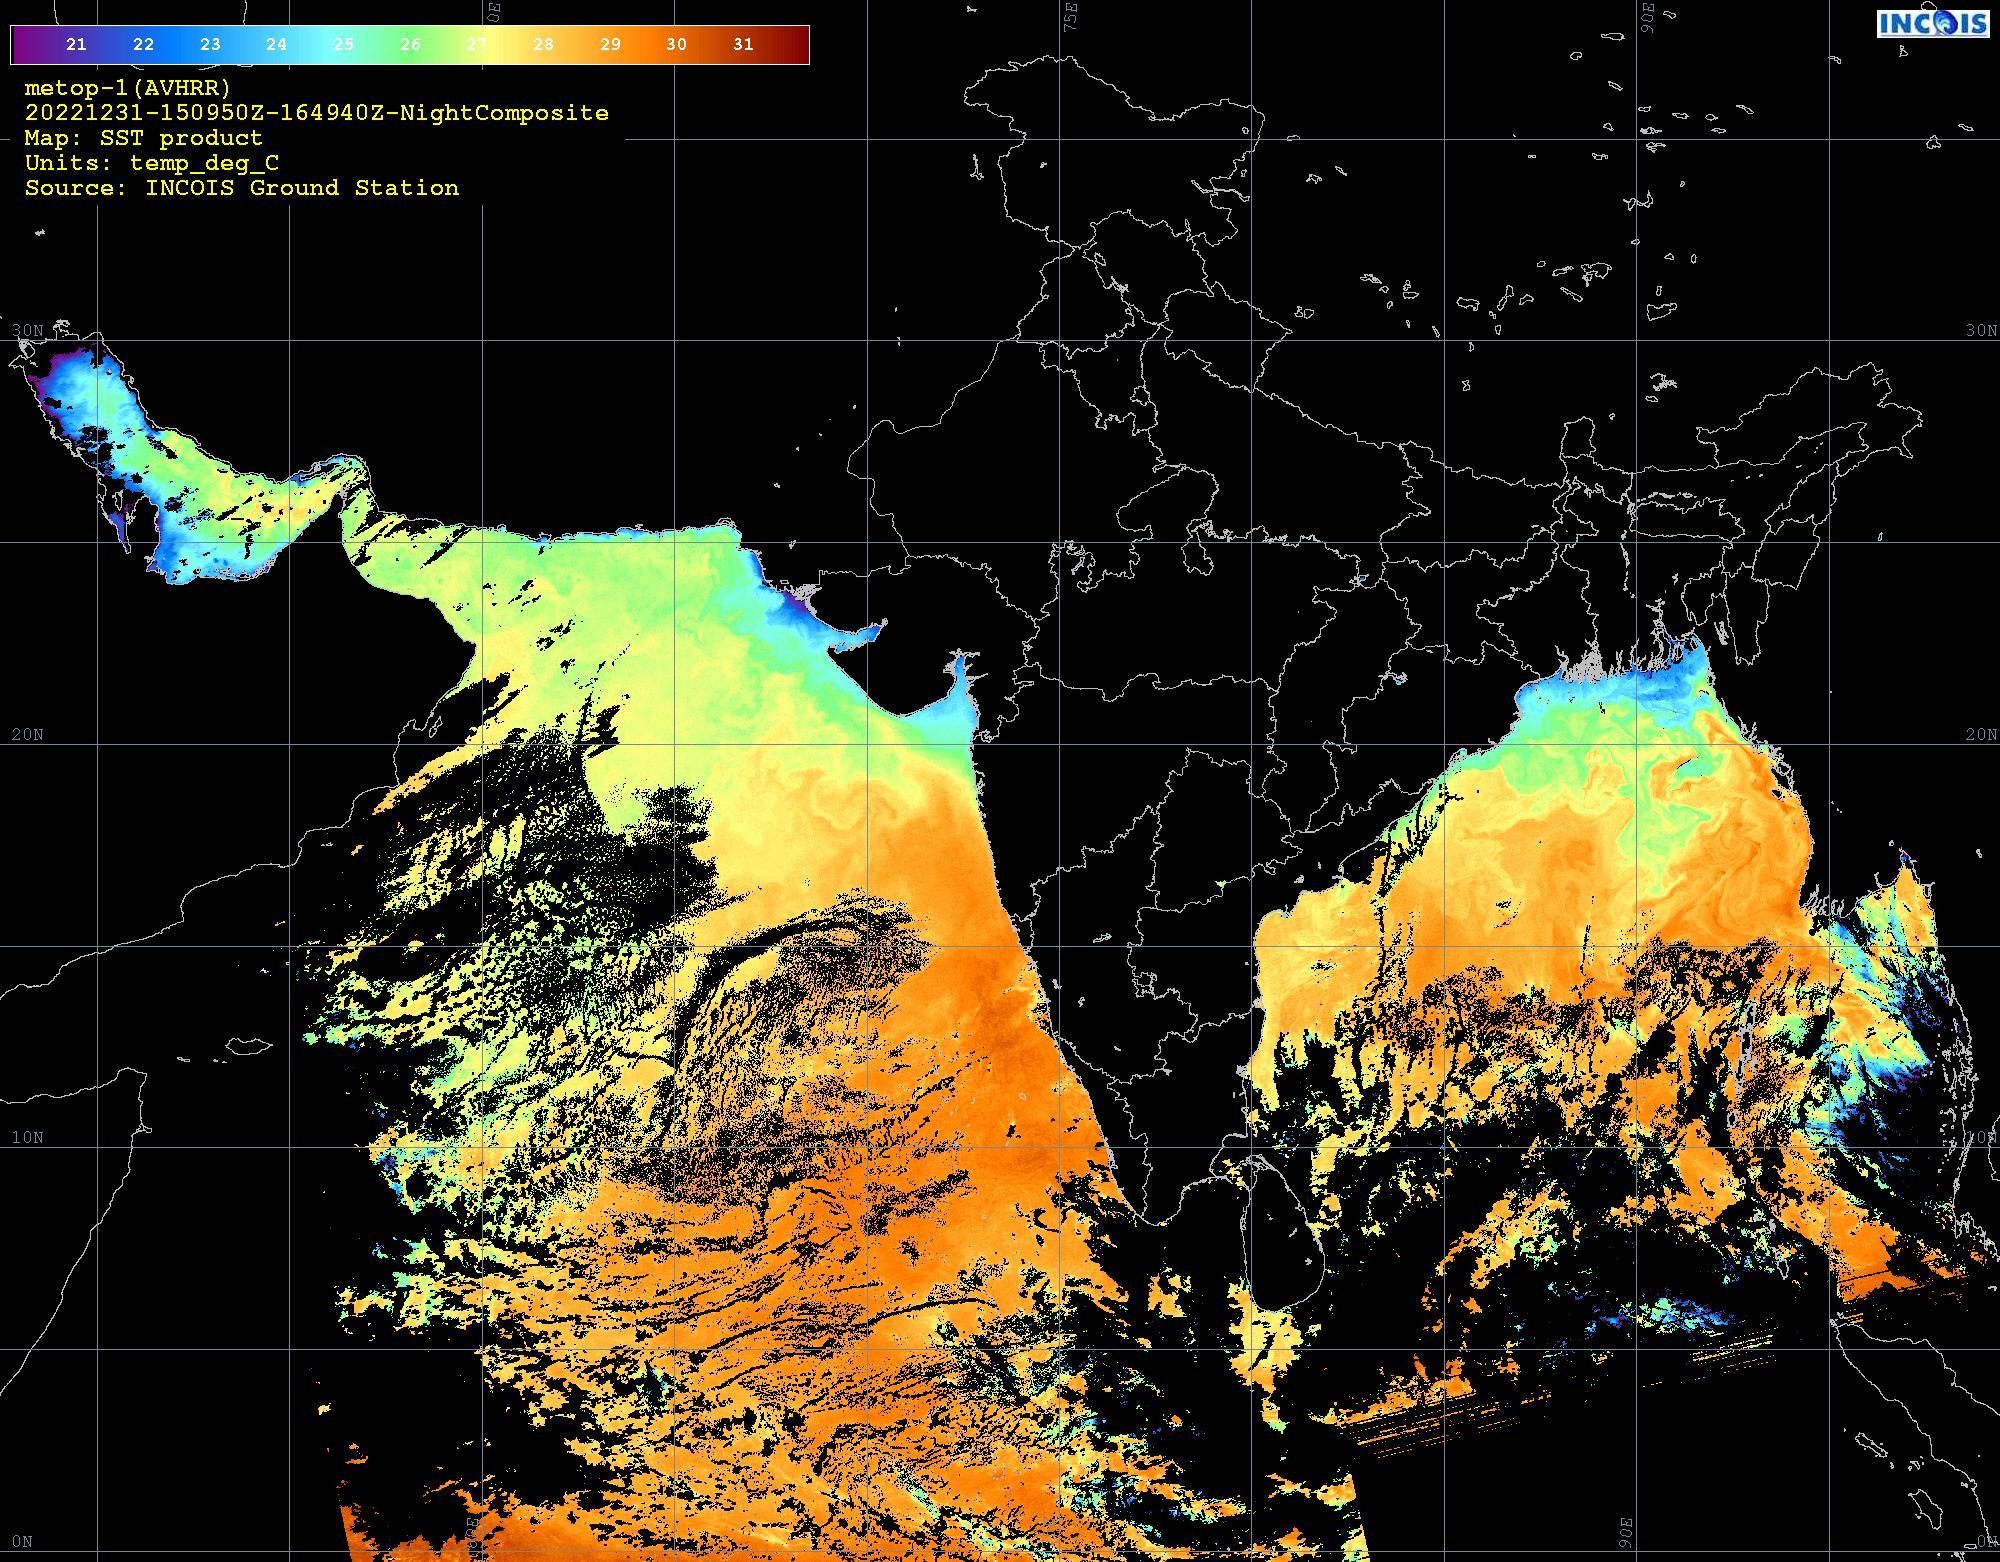 0E 75E 90E
INCOIS
21 22 23 24 25 26 27 28 29 30 31
metop-1(AVHRR)
20221231-150950Z-164940Z-NightComposite
Map: SST product
Units: temp_deg_C
Source: INCOIS Ground Station
30N 30N
20N 20N
10N 10N
90E
0N 0N